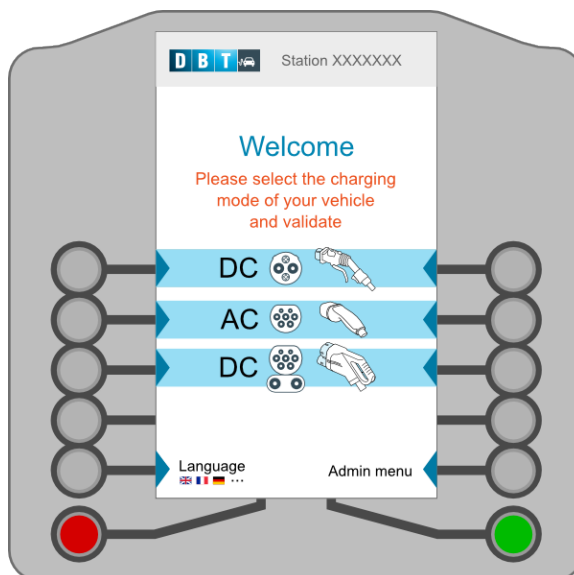 DBT Station XXXXXXX
Welcome
Please select the charging
mode of your vehicle
and validate
DC
AC
DC
Language Admin menu
...